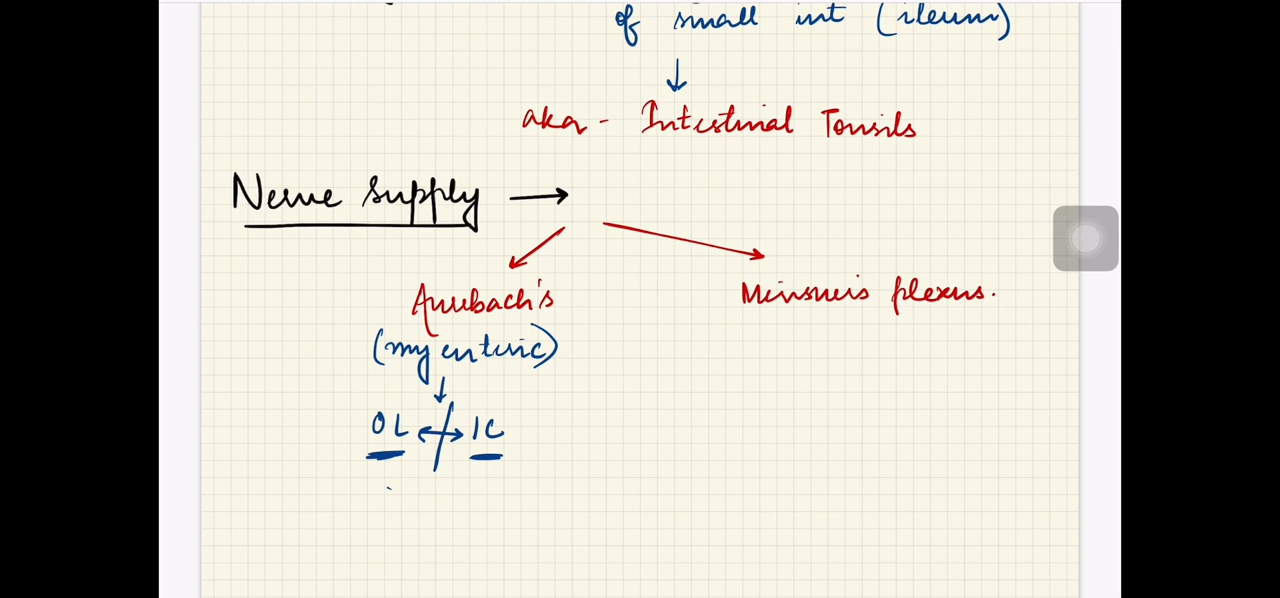 of small int (ileum)
↓
aka - Intestinal Tonsils
Nerve supply →
Auerbach's
Meissner's plexus.
(myenteric)
↓
OL ↔ IC